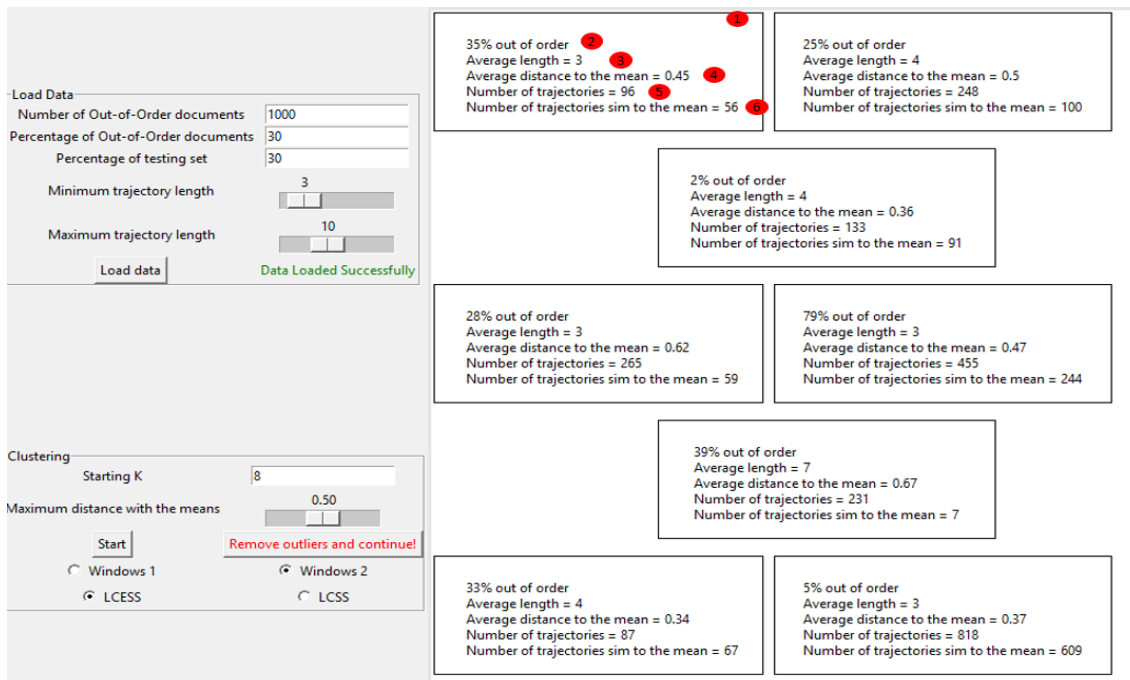 Load Data
Number of Out-of-Order documents 1000
Percentage of Out-of-Order documents 30
Percentage of testing set 30
Minimum trajectory length 3
Maximum trajectory length 10
Load data Data Loaded Successfully
Clustering
Starting K 8
Maximum distance with the means 0.50
Start Remove outliers and continue!
Windows 1 Windows 2
LCESS LCSS
1
35% out of order 2
Average length = 3 3
Average distance to the mean = 0.45 4
Number of trajectories = 96 5
Number of trajectories sim to the mean = 56 6
25% out of order
Average length = 4
Average distance to the mean = 0.5
Number of trajectories = 248
Number of trajectories sim to the mean = 100
2% out of order
Average length = 4
Average distance to the mean = 0.36
Number of trajectories = 133
Number of trajectories sim to the mean = 91
28% out of order
Average length = 3
Average distance to the mean = 0.62
Number of trajectories = 265
Number of trajectories sim to the mean = 59
79% out of order
Average length = 3
Average distance to the mean = 0.47
Number of trajectories = 455
Number of trajectories sim to the mean = 244
39% out of order
Average length = 7
Average distance to the mean = 0.67
Number of trajectories = 231
Number of trajectories sim to the mean = 7
33% out of order
Average length = 4
Average distance to the mean = 0.34
Number of trajectories = 87
Number of trajectories sim to the mean = 67
5% out of order
Average length = 3
Average distance to the mean = 0.37
Number of trajectories = 818
Number of trajectories sim to the mean = 609